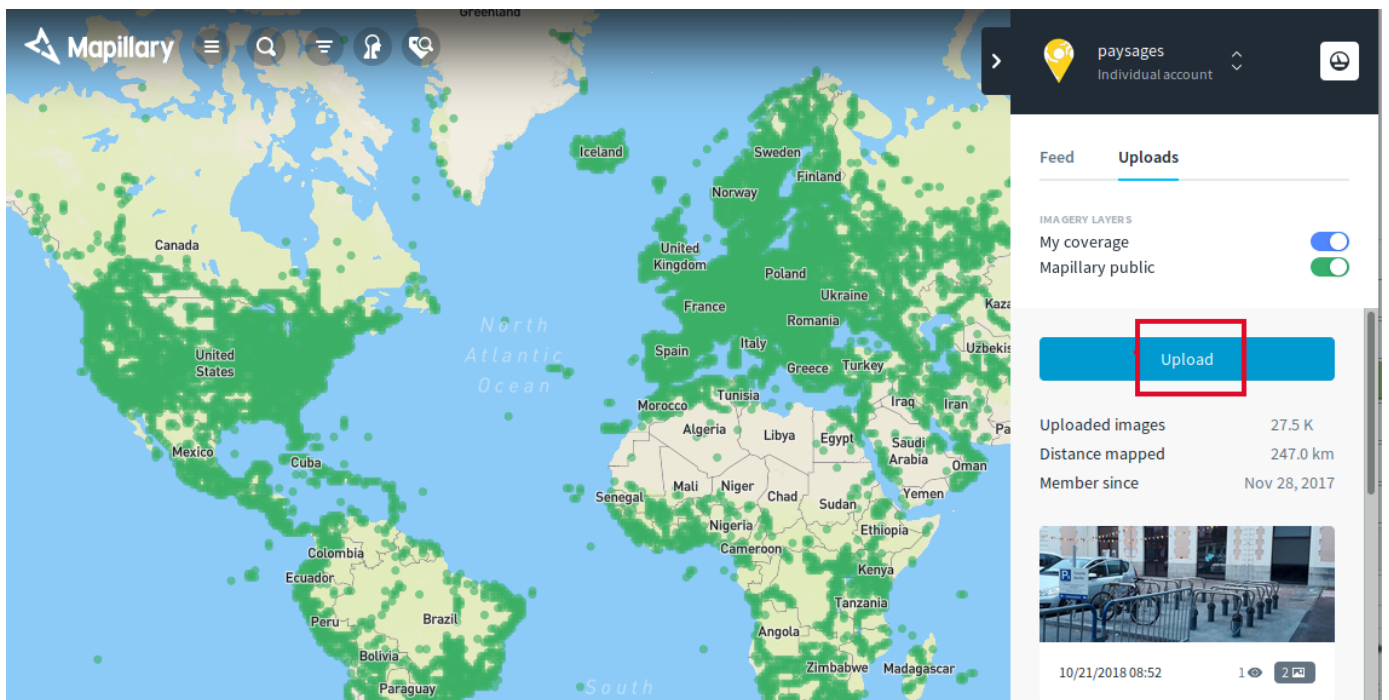 Greenland
Mapillary
Iceland
Sweden
Finland
Norway
Canada
United
Kingdom
Poland
Ukraine
France
Romania
Kaza
North
Atlantic
Ocean
United
States
Spain
Italy
Uzbekis
Greece
Turkey
Tunisia
Morocco
Iraq
Iran
Algeria
Libya
Egypt
Saudi
Arabia
Pa
Mexico
Cuba
Oman
Mali
Niger
Chad
Sudan
Yemen
Senegal
Nigeria
Ethiopia
Cameroon
Colombia
Ecuador
Kenya
Tanzania
Peru
Brazil
Angola
Bolivia
Zimbabwe
Madagascar
Paraguay
South
paysages
Individual account
Feed
Uploads
IMAGERY LAYERS
My coverage
Mapillary public
Upload
Uploaded images 27.5 K
Distance mapped 247.0 km
Member since Nov 28, 2017
P
10/21/2018 08:52 1 2